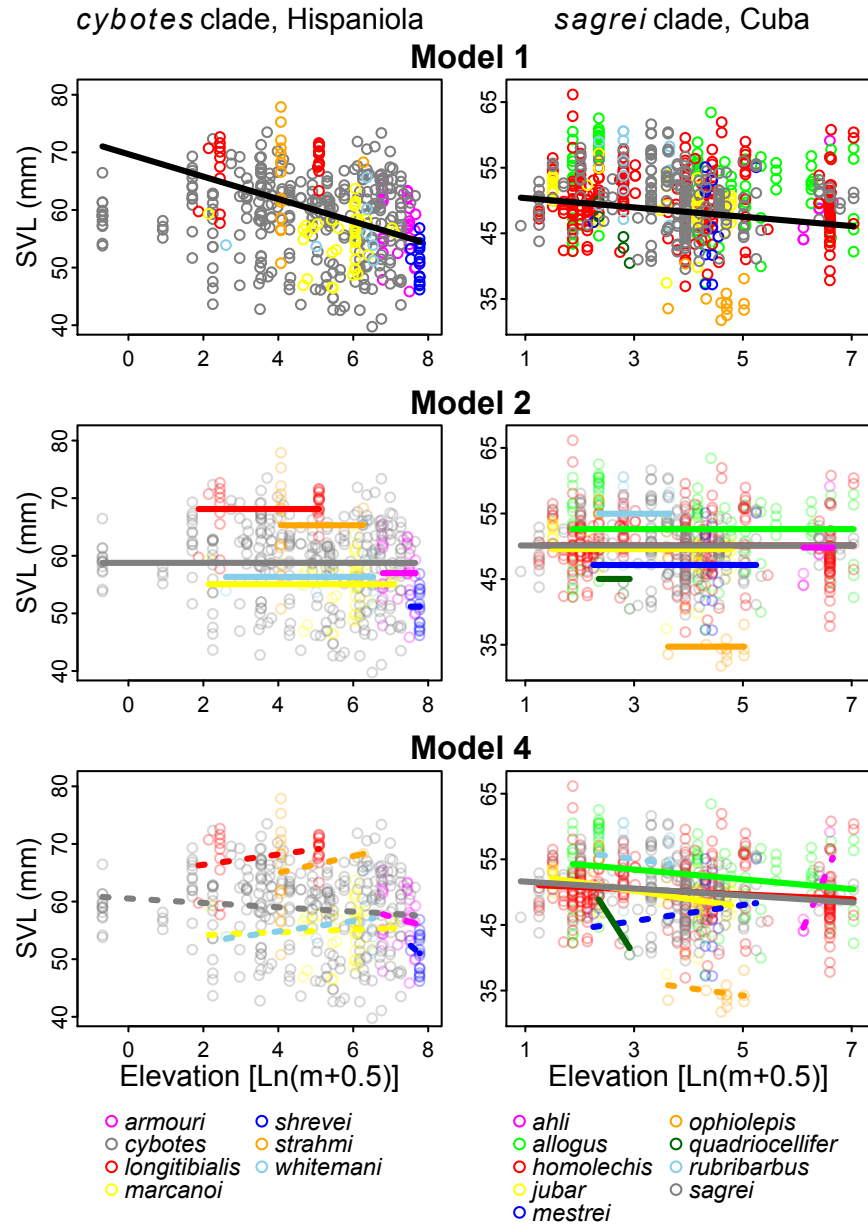 cybotes clade, Hispaniola
sagrei clade, Cuba
Model 1
SVL (mm)
80
70
60
50
40
0 2 4 6 8
65
55
45
35
1 3 5 7
Model 2
SVL (mm)
80
70
60
50
40
0 2 4 6 8
65
55
45
35
1 3 5 7
Model 4
SVL (mm)
80
70
60
50
40
0 2 4 6 8
65
55
45
35
1 3 5 7
Elevation [Ln(m+0.5)]
Elevation [Ln(m+0.5)]
armouri
cybotes
longitibialis
marcanoi
shrevei
strahmi
whitemani
ahli
allogus
homolechis
jubar
mestrei
ophiolepis
quadriocellifer
rubribarbus
sagrei